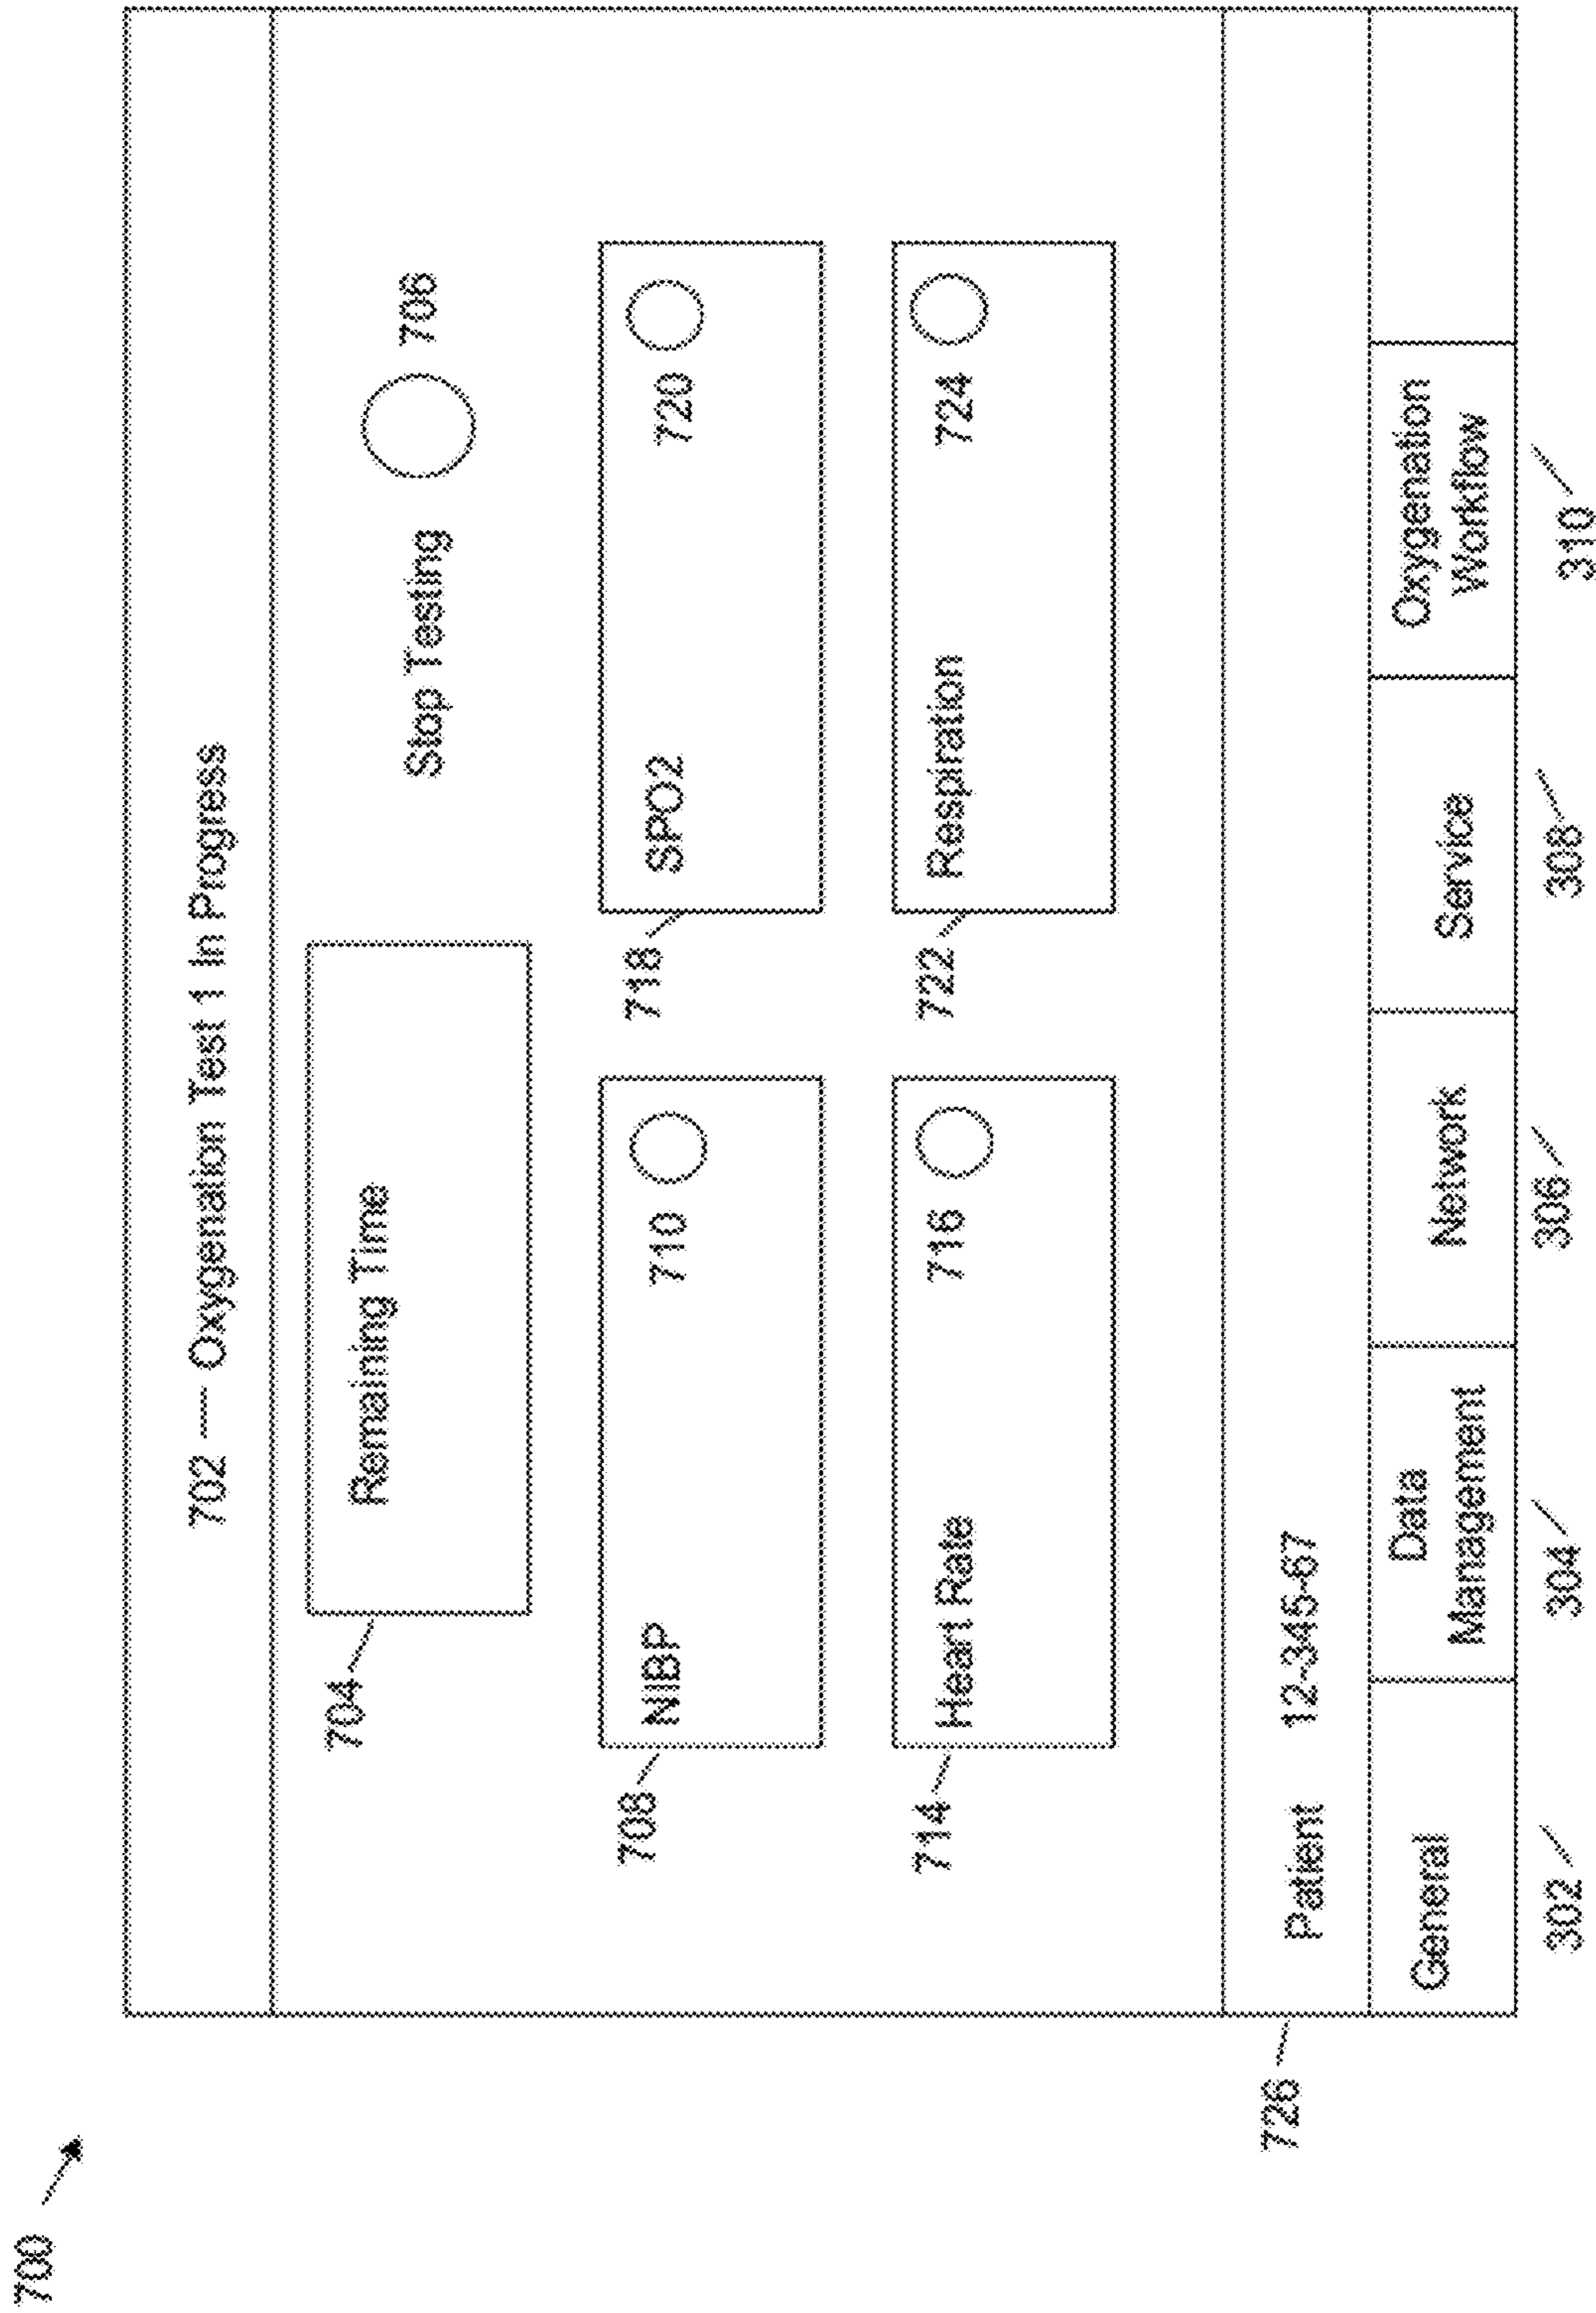 700
702 — Oxygenation Test 1 In Progress
704
Remaining Time
Stop Testing 706
708
NIBP 710
718
SPO2 720
714
Heart Rate 716
722
Respiration 724
726
Patient 12-345-67
General
Data
Management
Network
Service
Oxygenation
Workflow
302
304
306
308
310